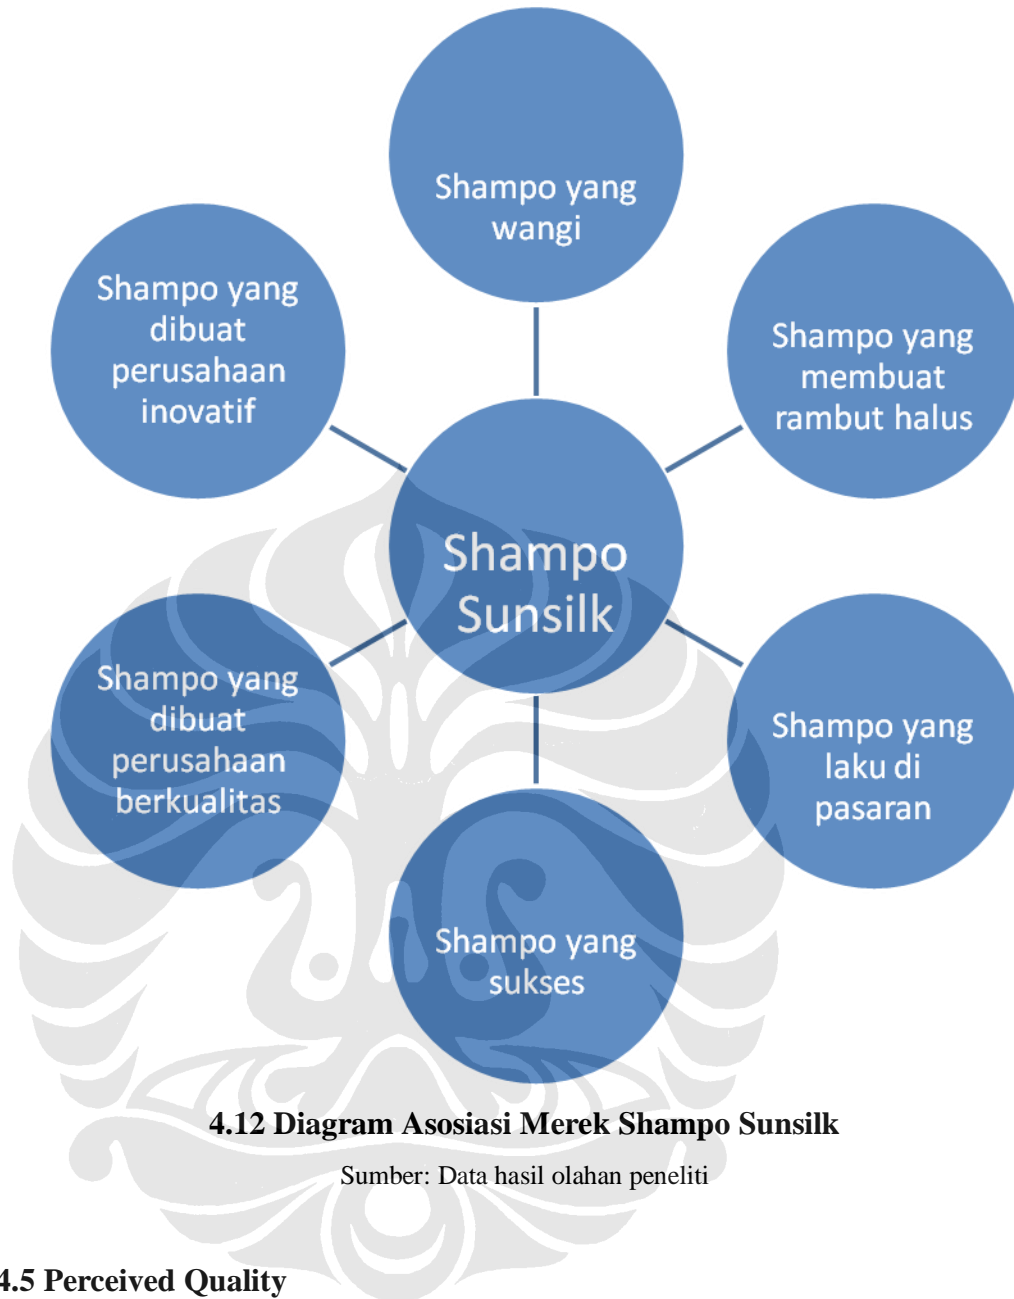 Shampo yang
wangi
Shampo yang
dibuat
perusahaan
inovatif
Shampo yang
membuat
rambut halus
Shampo
Sunsilk
Shampo yang
dibuat
perusahaan
berkualitas
Shampo yang
laku di
pasaran
Shampo yang
sukses
4.12 Diagram Asosiasi Merek Shampo Sunsilk
Sumber: Data hasil olahan peneliti
4.5 Perceived Quality